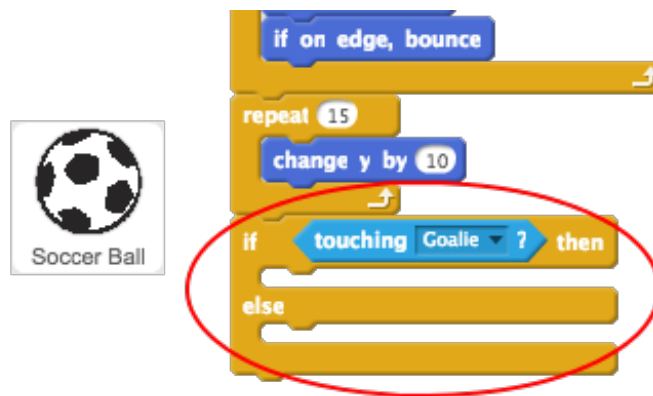 if on edge, bounce
repeat 15
change y by 10
if touching Goalie ? then
else
Soccer Ball